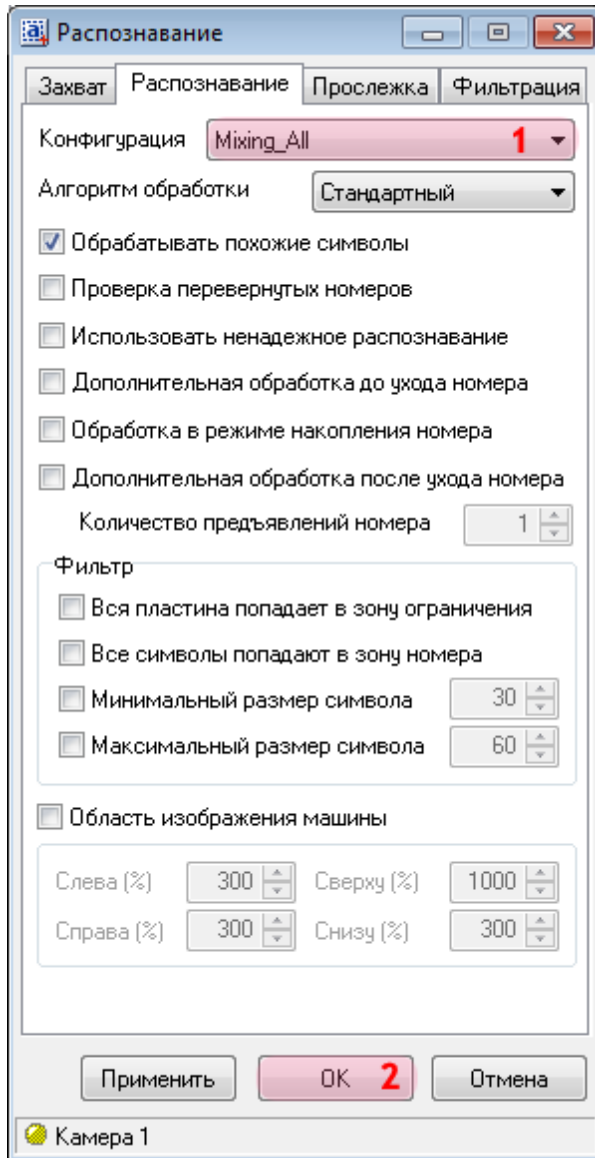 Распознавание
Захват Распознавание Прослежка Фильтрация
Конфигурация Mixing_All 1
Алгоритм обработки Стандартный
Обрабатывать похожие символы
Проверка перевернутых номеров
Использовать ненадежное распознавание
Дополнительная обработка до ухода номера
Обработка в режиме накопления номера
Дополнительная обработка после ухода номера
Количество предъявлений номера 1
Фильтр
Вся пластина попадает в зону ограничения
Все символы попадают в зону номера
Минимальный размер символа 30
Максимальный размер символа 60
Область изображения машины
Слева (%) 300 Сверху (%) 1000
Справа (%) 300 Снизу (%) 300
Применить OK 2 Отмена
Камера 1